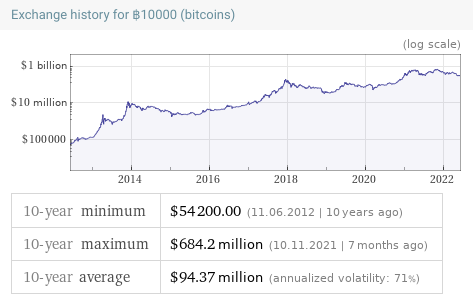 Exchange history for ₿10000 (bitcoins)
(log scale)
$1 billion
$10 million
$100000
2014 2016 2018 2020 2022
10-year minimum $54200.00 (11.06.2012 | 10 years ago)
10-year maximum $684.2 million (10.11.2021 | 7 months ago)
10-year average $94.37 million (annualized volatility: 71%)